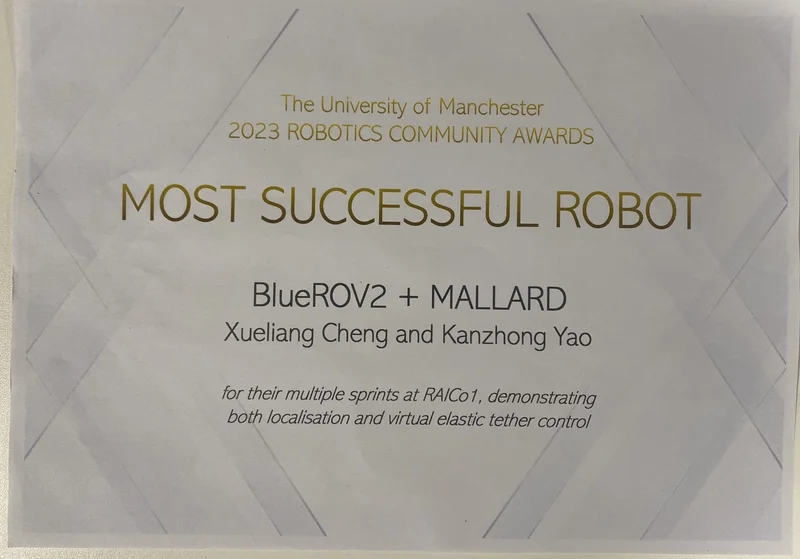 The University of Manchester
2023 ROBOTICS COMMUNITY AWARDS
MOST SUCCESSFUL ROBOT
BlueROV2 + MALLARD
Xueliang Cheng and Kanzhong Yao
for their multiple sprints at RAICo1, demonstrating
both localisation and virtual elastic tether control